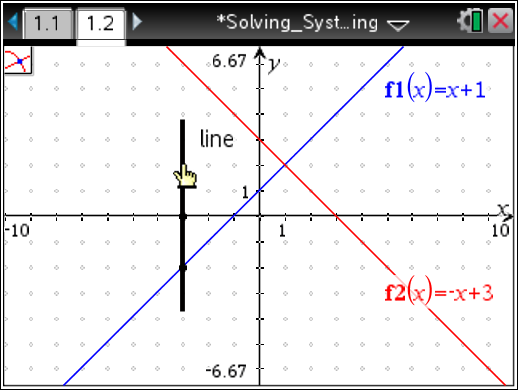 1.1 1.2 *Solving_Syst...ing
6.67 y
f1(x)=x+1
line
1
x
-10 1 10
f2(x)=-x+3
-6.67